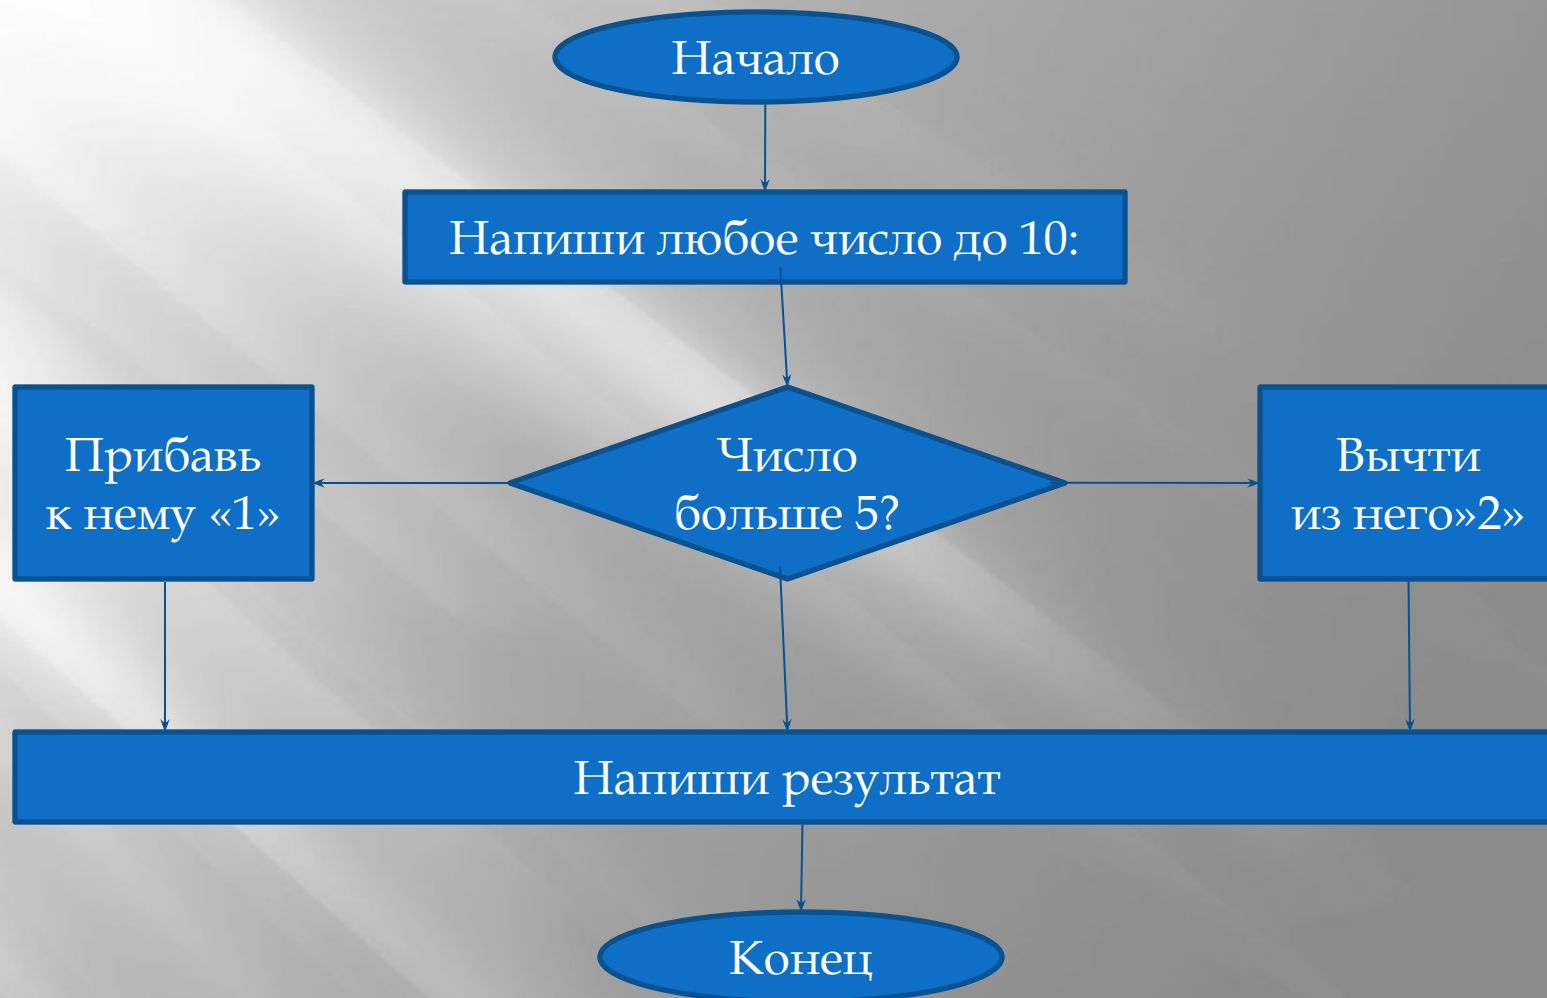 Начало
Напиши любое число до 10:
Прибавь
к нему «1»
Число
больше 5?
Вычти
из него»2»
Напиши результат
Конец